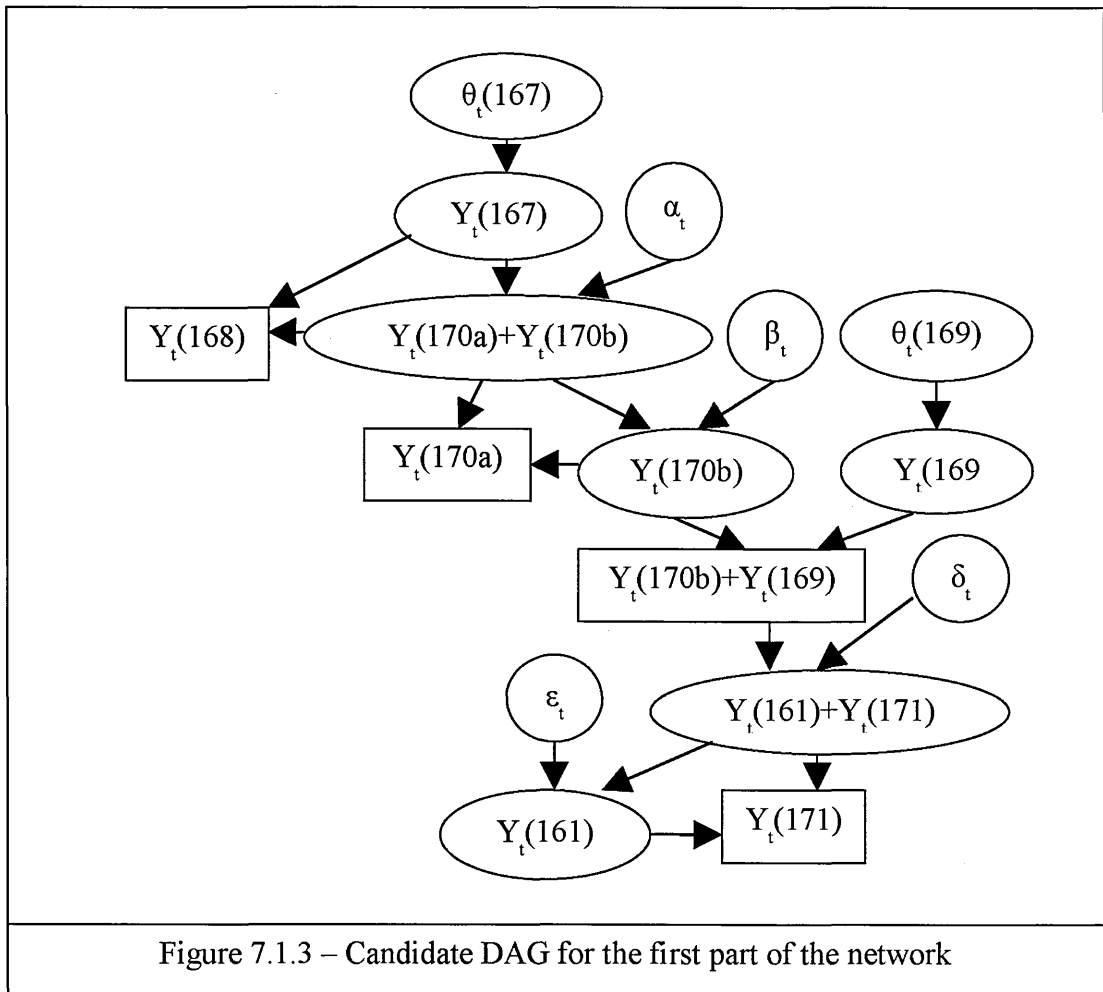 θₜ(167)
Yₜ(167)
αₜ
Yₜ(168)
Yₜ(170a)+Yₜ(170b)
βₜ
θₜ(169)
Yₜ(170a)
Yₜ(170b)
Yₜ(169
Yₜ(170b)+Yₜ(169)
δₜ
εₜ
Yₜ(161)+Yₜ(171)
Yₜ(161)
Yₜ(171)
Figure 7.1.3 – Candidate DAG for the first part of the network